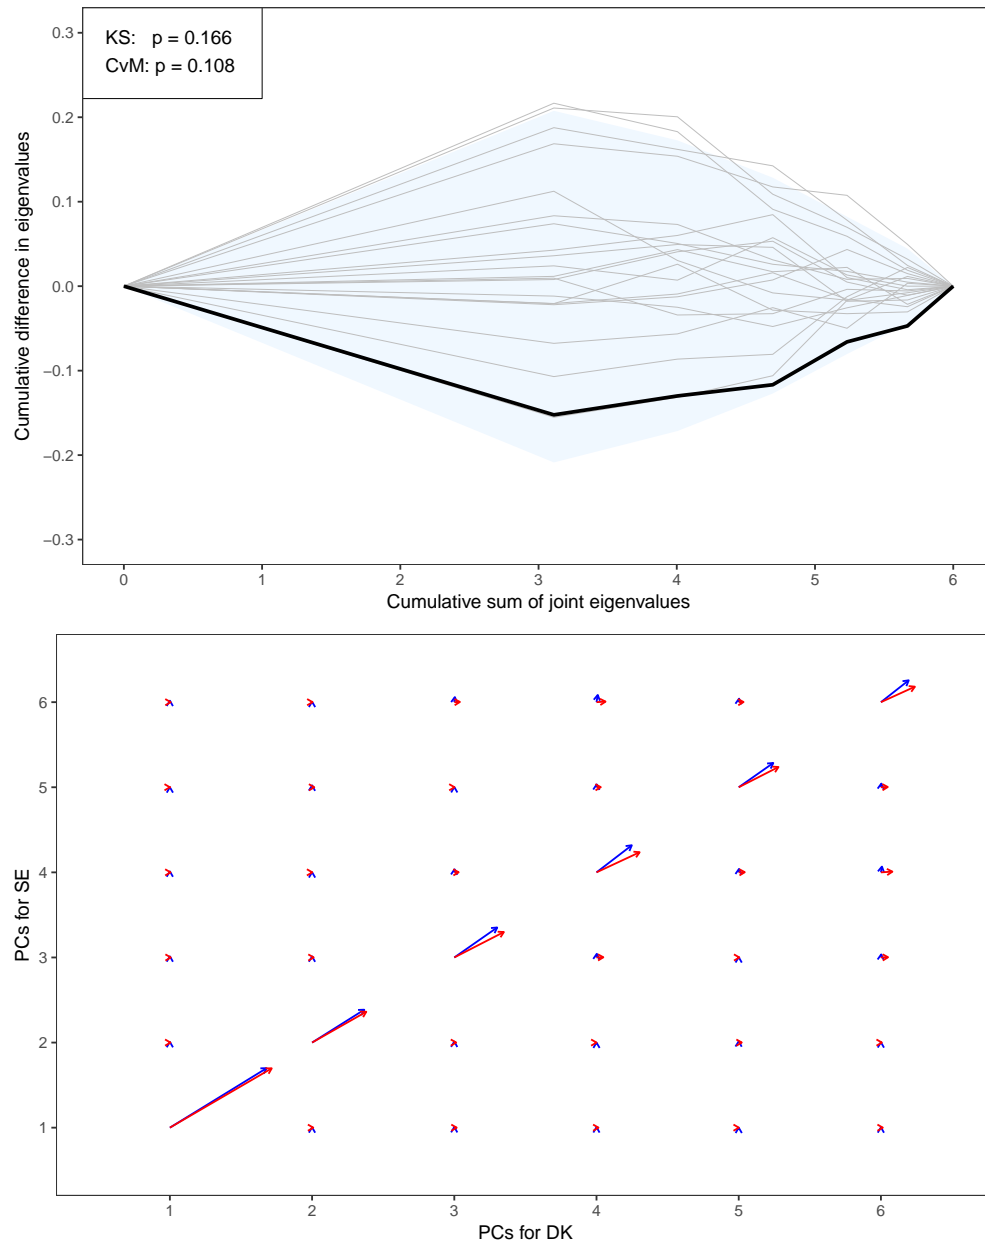 KS: p = 0.166
CvM: p = 0.108
Cumulative difference in eigenvalues
0.3
0.2
0.1
0.0
−0.1
−0.2
−0.3
0 1 2 3 4 5 6
Cumulative sum of joint eigenvalues
PCs for SE
6
5
4
3
2
1
1 2 3 4 5 6
PCs for DK